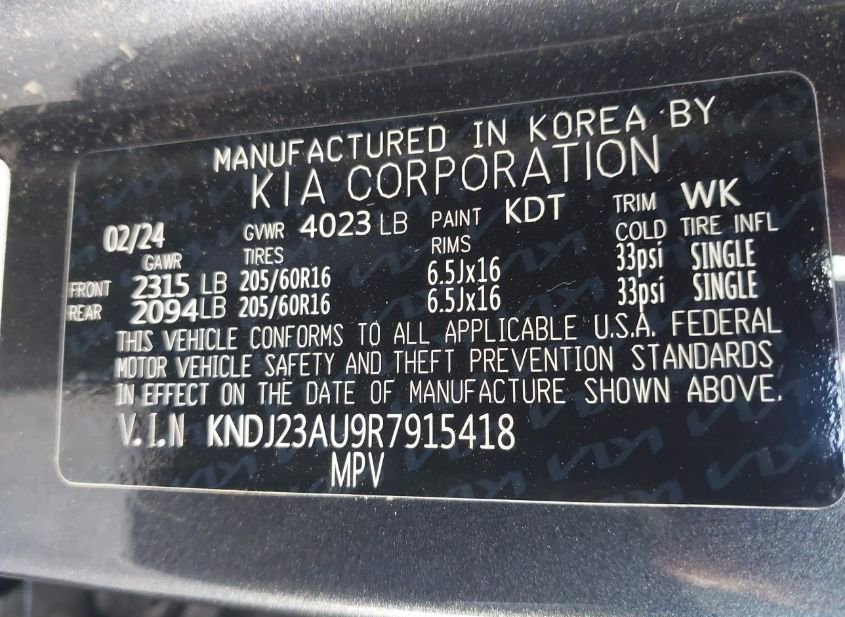 MANUFACTURED IN KOREA BY
KIA CORPORATION
02/24 GVWR 4023 LB PAINT KDT TRIM WK
GAWR TIRES RIMS COLD TIRE INFL
FRONT 2315 LB 205/60R16 6.5Jx16 33psi SINGLE
REAR 2094 LB 205/60R16 6.5Jx16 33psi SINGLE
THIS VEHICLE CONFORMS TO ALL APPLICABLE U.S.A. FEDERAL
MOTOR VEHICLE SAFETY AND THEFT PREVENTION STANDARDS
IN EFFECT ON THE DATE OF MANUFACTURE SHOWN ABOVE.
V.I.N KNDJ23AU9R7915418
MPV